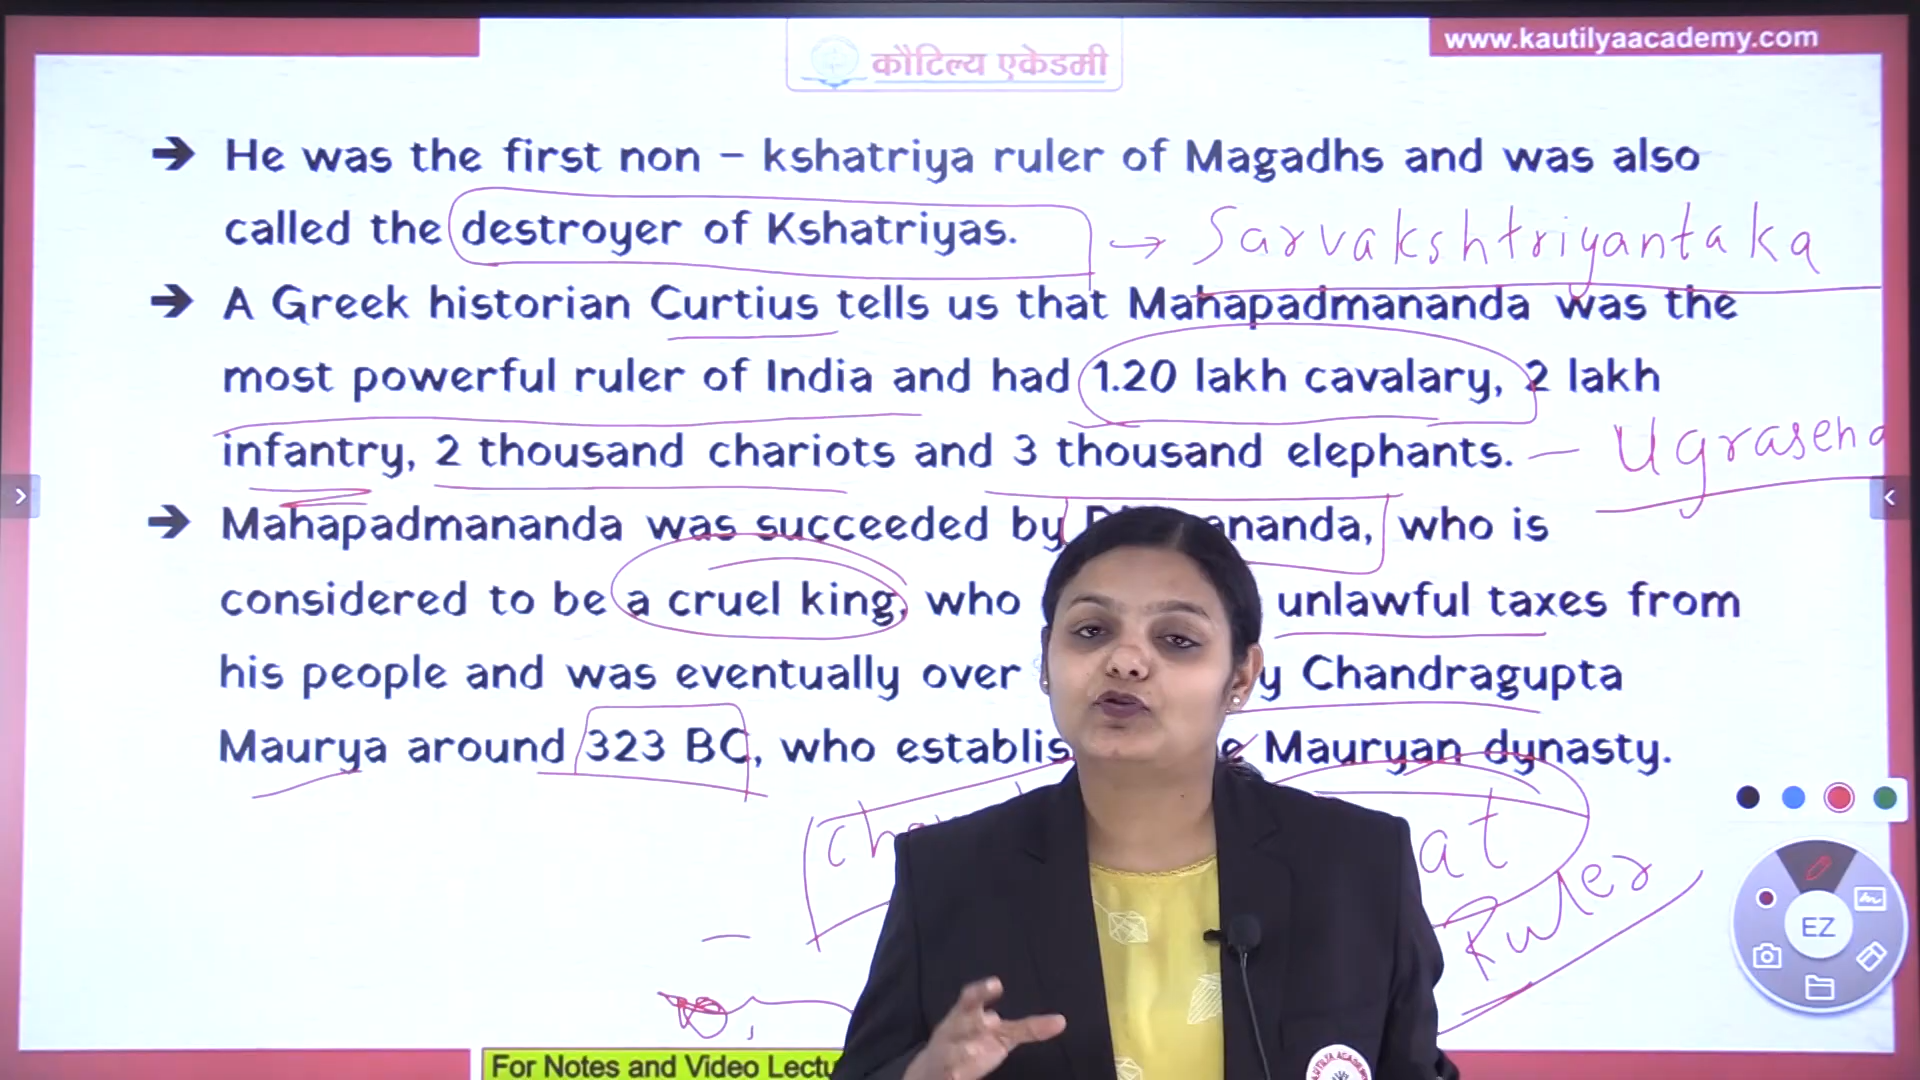 www.kautilyaacademy.com
कौटिल्य एकेडमी
→ He was the first non – kshatriya ruler of Magadhs and was also
called the destroyer of Kshatriyas. → Sarvakshtriyantaka
→ A Greek historian Curtius tells us that Mahapadmananda was the
most powerful ruler of India and had 1.20 lakh cavalary, 2 lakh
infantry, 2 thousand chariots and 3 thousand elephants. – Ugrasena
→ Mahapadmananda was succeeded by nanda, who is
considered to be a cruel king, who unlawful taxes from
his people and was eventually over y Chandragupta
Maurya around 323 BC, who establis e Mauryan dynasty.
at
Ruler
EZ
For Notes and Video Lectu